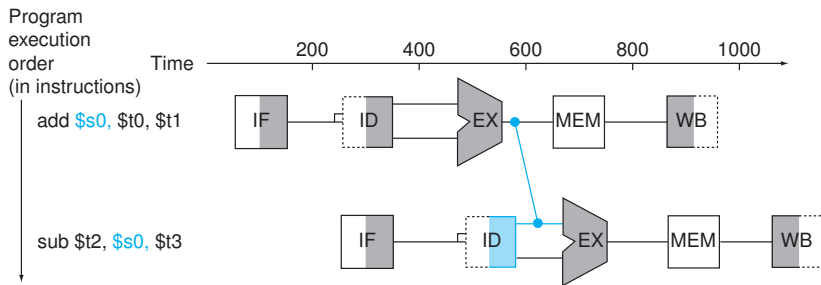 Program
execution
order
(in instructions)
Time
200 400 600 800 1000
add $s0, $t0, $t1
IF ID EX MEM WB
sub $t2, $s0, $t3
IF ID EX MEM WB